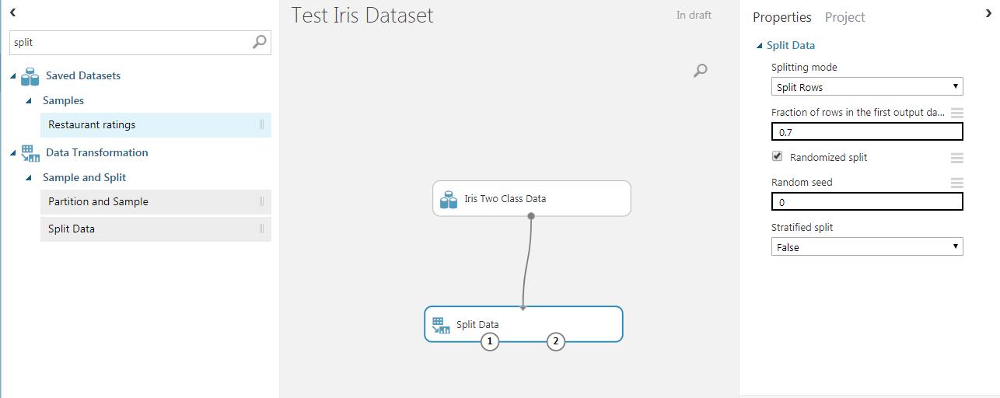 Test Iris Dataset
In draft
split
Saved Datasets
Samples
Restaurant ratings
Data Transformation
Sample and Split
Partition and Sample
Split Data
Iris Two Class Data
Split Data
1
2
Properties
Project
Split Data
Splitting mode
Split Rows
Fraction of rows in the first output da...
0.7
Randomized split
Random seed
0
Stratified split
False